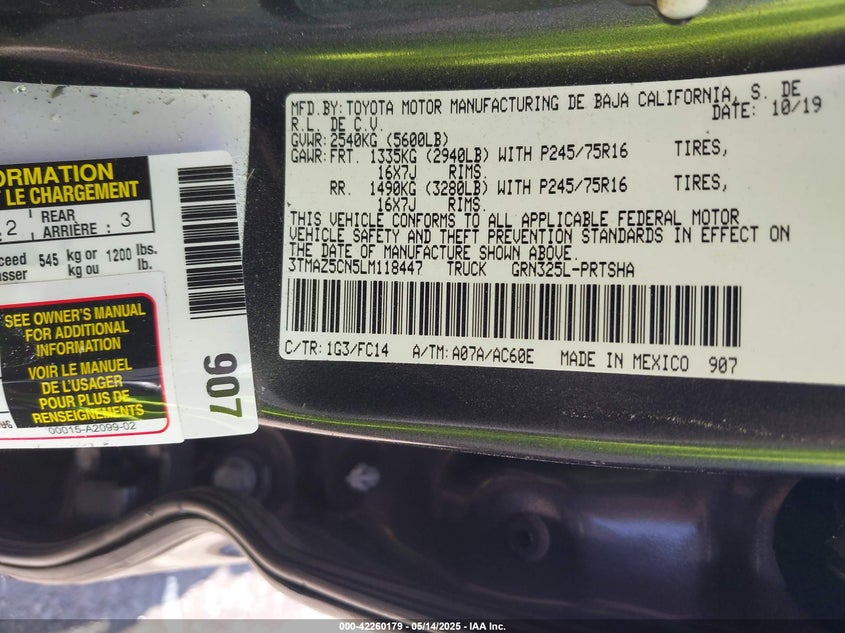 MFD.BY:TOYOTA MOTOR MANUFACTURING DE BAJA CALIFORNIA, S. DE
R.L. DE C.V. DATE: 10/19
GVWR:2540KG (5600LB)
GAWR:FRT. 1335KG (2940LB) WITH P245/75R16 TIRES,
16X7J RIMS.
RR. 1490KG (3280LB) WITH P245/75R16 TIRES,
16X7J RIMS.
THIS VEHICLE CONFORMS TO ALL APPLICABLE FEDERAL MOTOR
VEHICLE SAFETY AND THEFT PREVENTION STANDARDS IN EFFECT ON
THE DATE OF MANUFACTURE SHOWN ABOVE.
3TMAZ5CN5LM118447 TRUCK GRN325L-PRTSHA
C/TR:1G3/FC14 A/TM:A07A/AC60E MADE IN MEXICO 907
FORMATION
LE CHARGEMENT
2 REAR ARRIÈRE : 3
545 kg or 1200 lbs.
kg ou lb.
SEE OWNER'S MANUAL
FOR ADDITIONAL
INFORMATION
VOIR LE MANUEL
DE L'USAGER
POUR PLUS DE
RENSEIGNEMENTS
00015-A2099-02
907
000-42260179 — 05/14/2025 — IAA Inc.